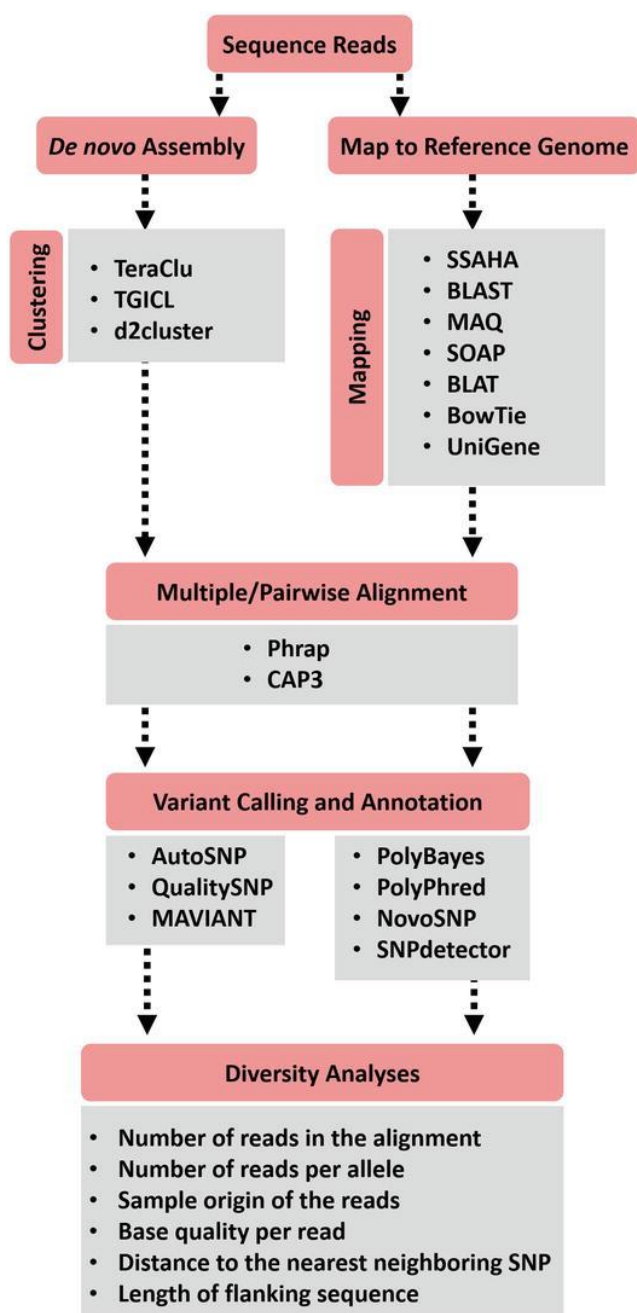 Sequence Reads
De novo Assembly
Map to Reference Genome
Clustering
• TeraClu
• TGICL
• d2cluster
Mapping
• SSAHA
• BLAST
• MAQ
• SOAP
• BLAT
• BowTie
• UniGene
Multiple/Pairwise Alignment
• Phrap
• CAP3
Variant Calling and Annotation
• AutoSNP
• QualitySNP
• MAVIANT
• PolyBayes
• PolyPhred
• NovoSNP
• SNPdetector
Diversity Analyses
• Number of reads in the alignment
• Number of reads per allele
• Sample origin of the reads
• Base quality per read
• Distance to the nearest neighboring SNP
• Length of flanking sequence